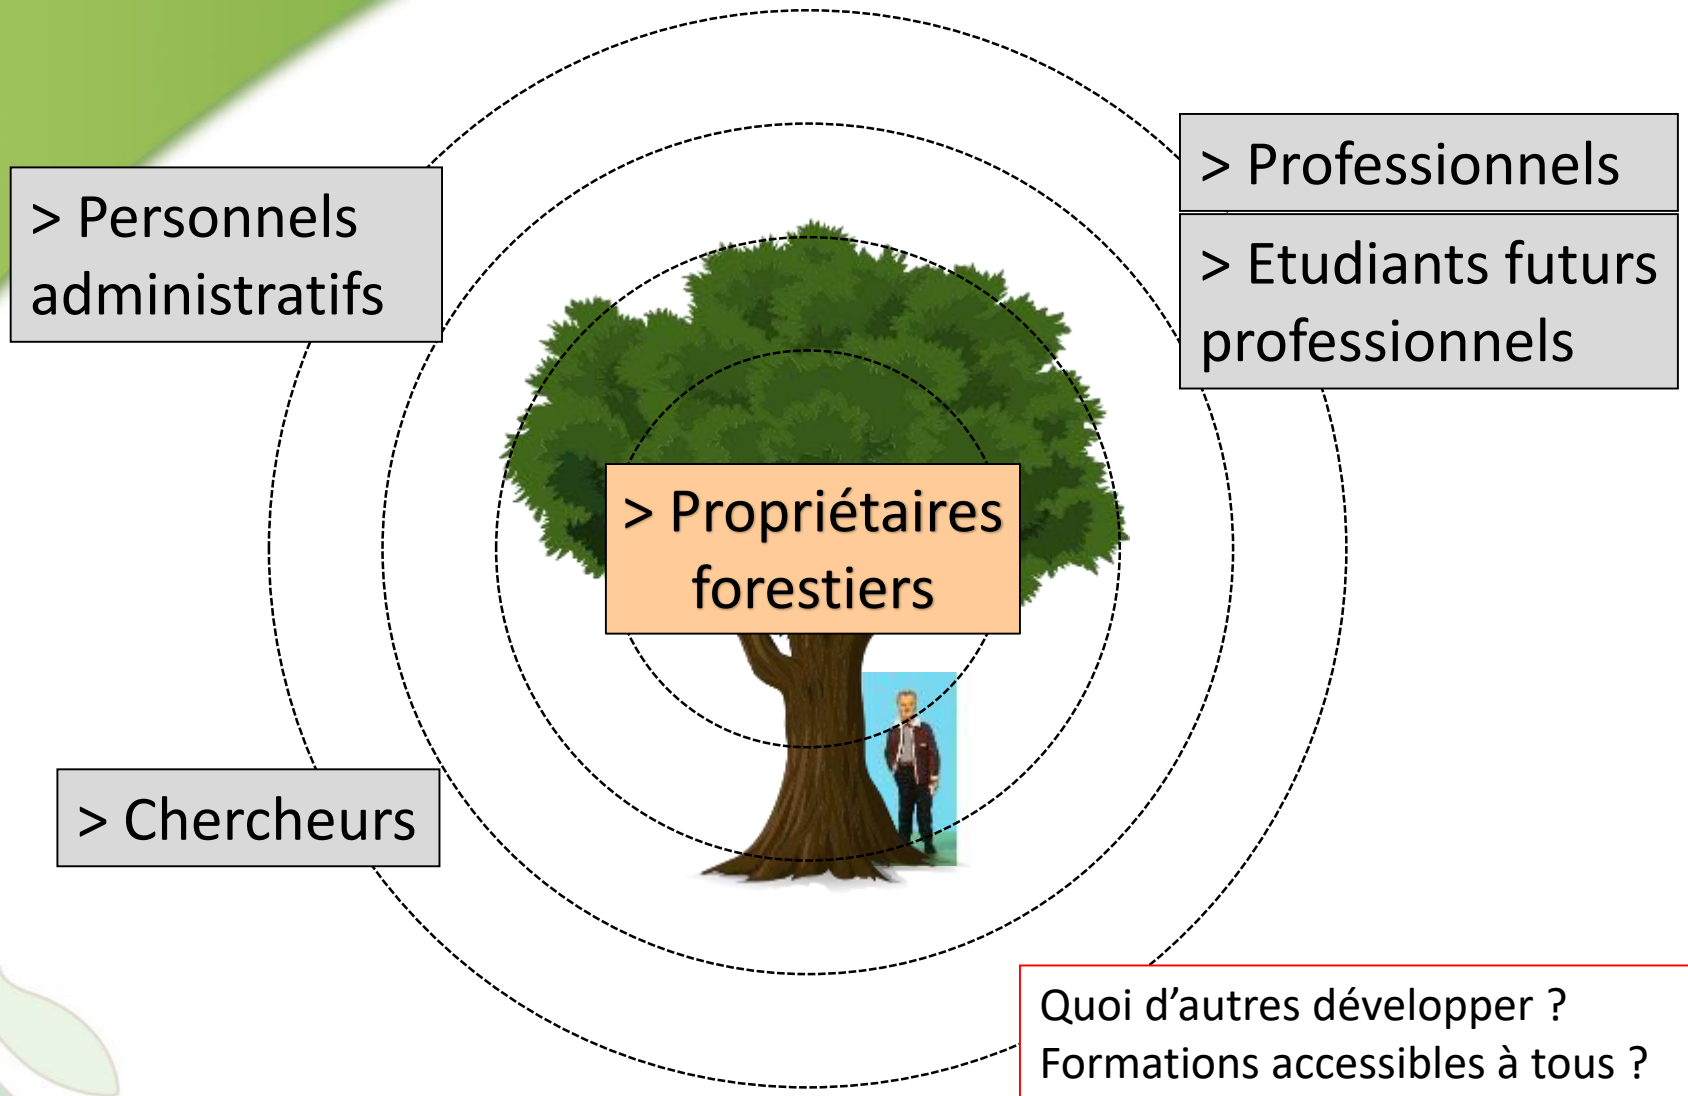 > Professionnels
> Personnels
administratifs
> Etudiants futurs
professionnels
> Propriétaires
forestiers
> Chercheurs
Quoi d’autres développer ?
Formations accessibles à tous ?